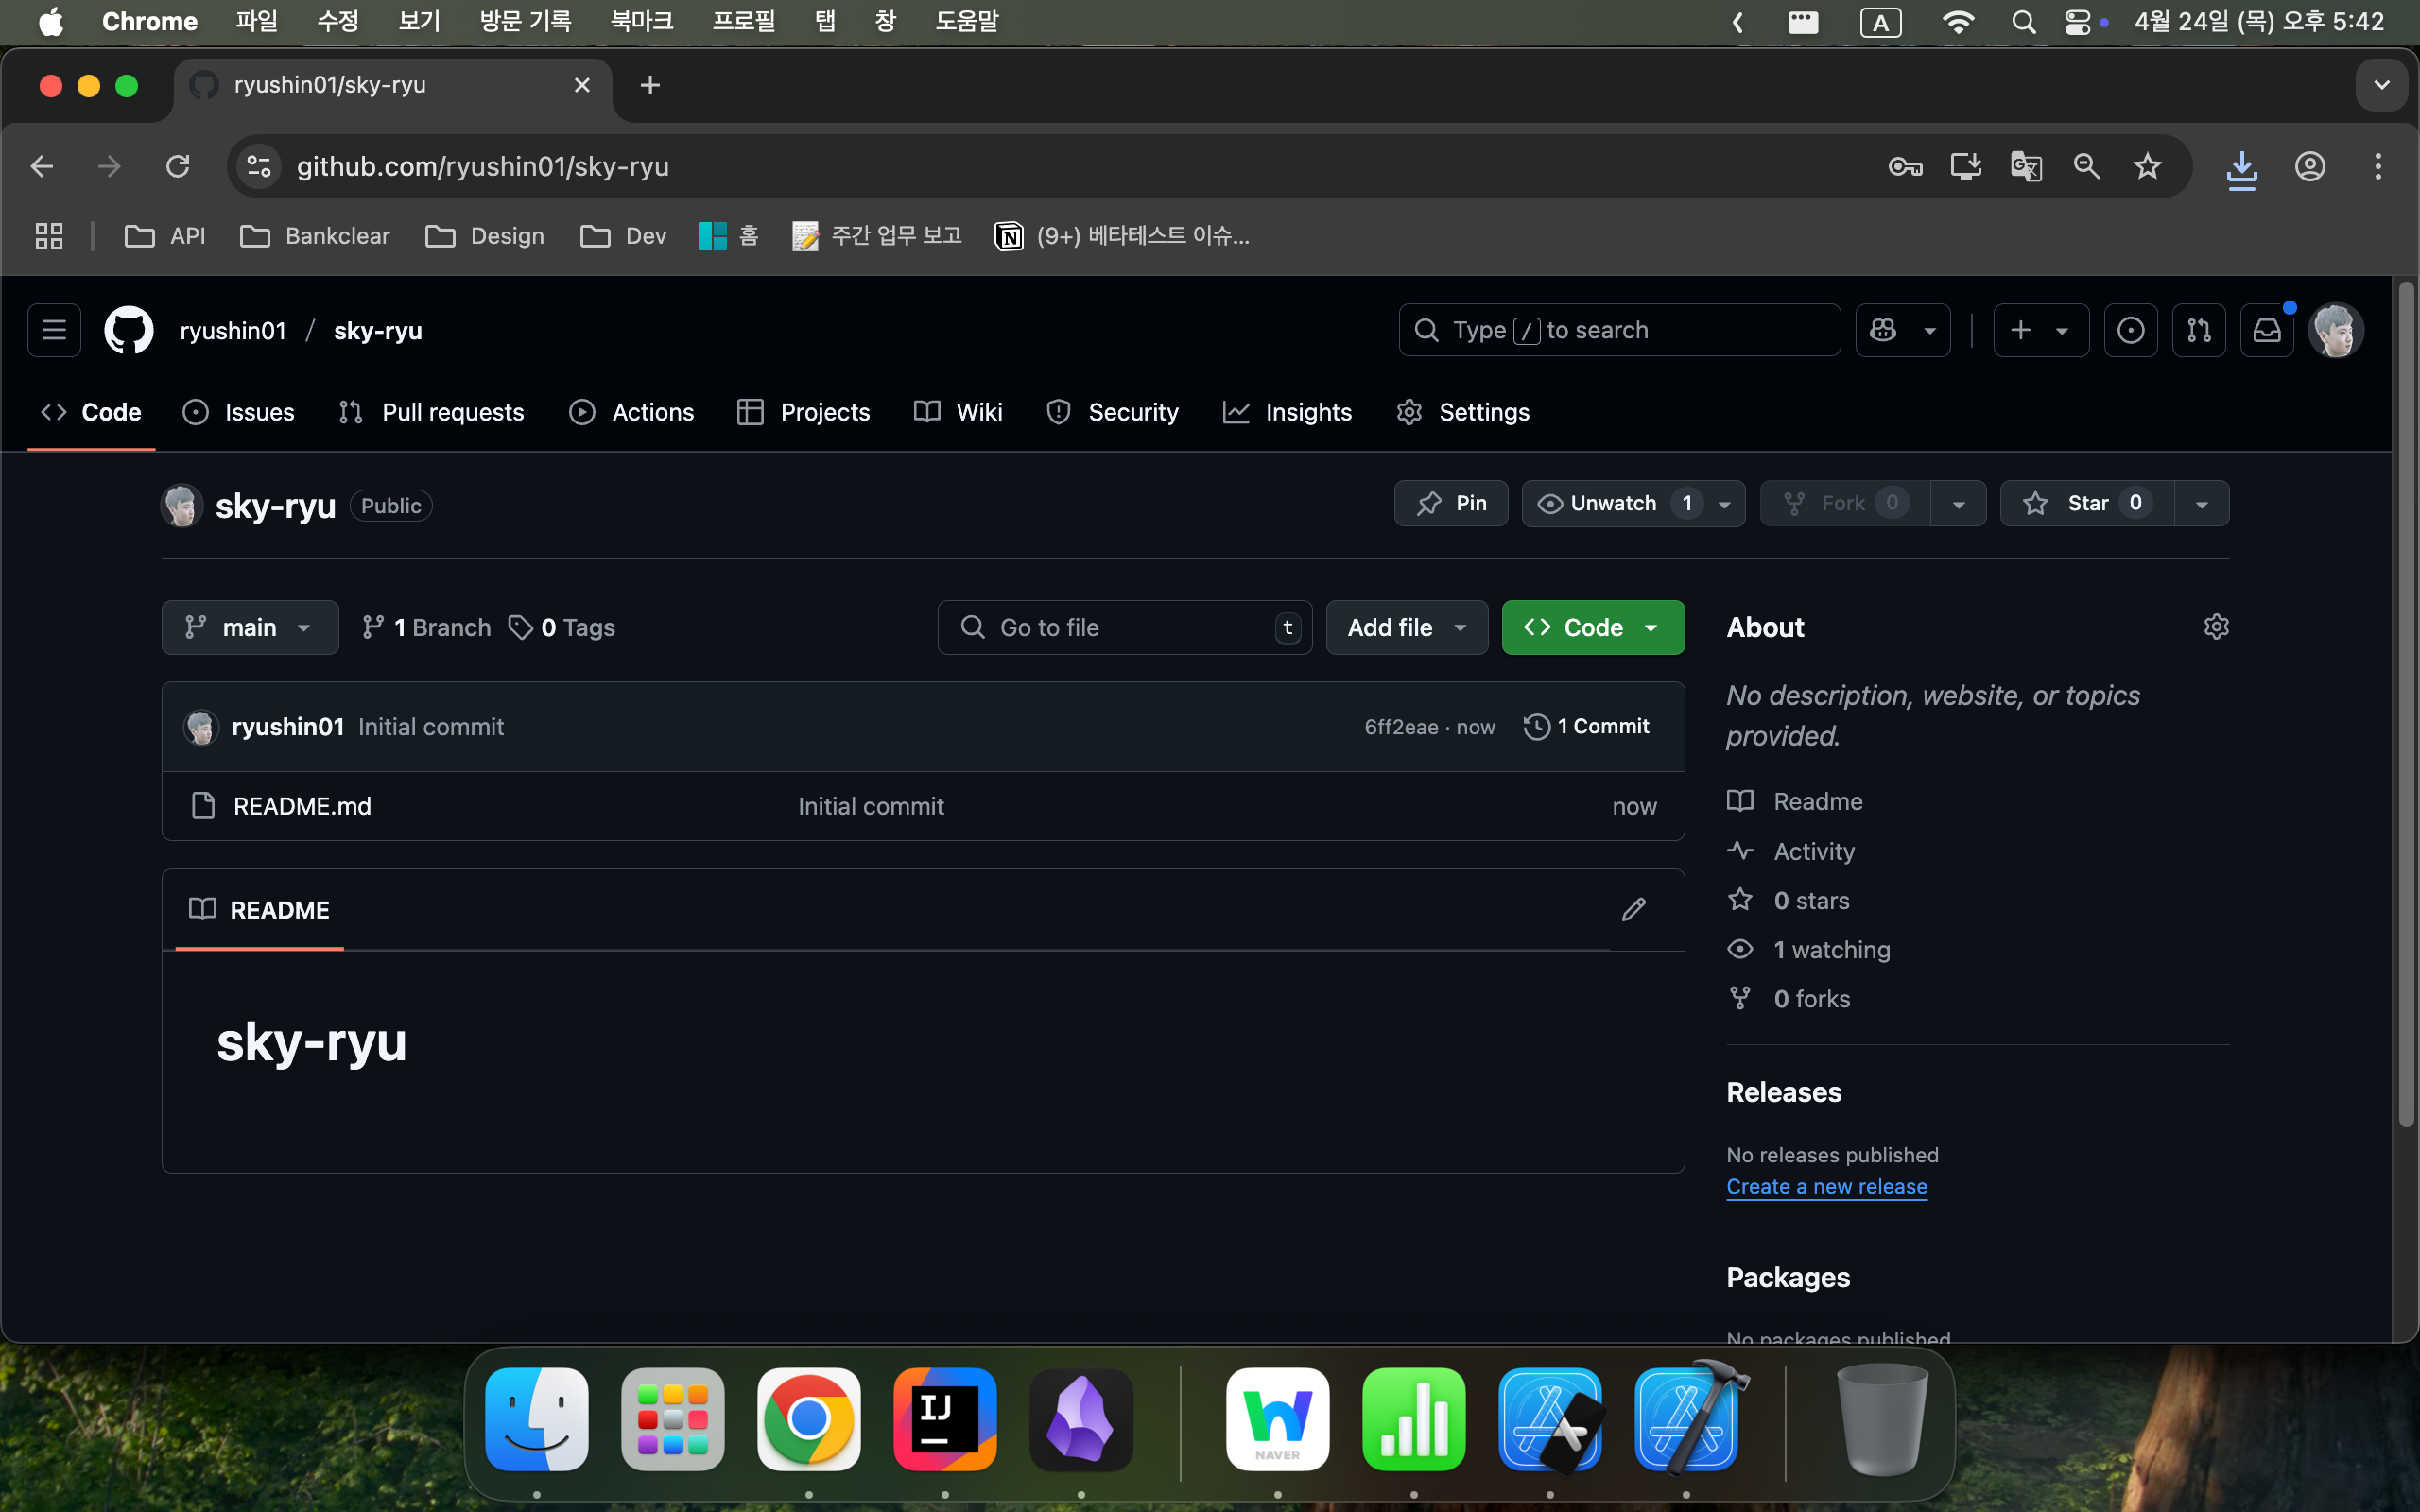 Chrome 파일 수정 보기 방문 기록 북마크 프로필 탭 창 도움말 A 4월 24일 (목) 오후 5:42
ryushin01/sky-ryu
github.com/ryushin01/sky-ryu
API Bankclear Design Dev 홈 주간 업무 보고 (9+) 베타테스트 이슈...
ryushin01 / sky-ryu Type / to search
Code Issues Pull requests Actions Projects Wiki Security Insights Settings
sky-ryu Public Pin Unwatch 1 Fork 0 Star 0
main 1 Branch 0 Tags Go to file t Add file Code
About
No description, website, or topics
provided.
ryushin01 Initial commit 6ff2eae · now 1 Commit
README.md Initial commit now
Readme
Activity
0 stars
1 watching
0 forks
README
sky-ryu
Releases
No releases published
Create a new release
Packages
No packages published
IJ
NAVER